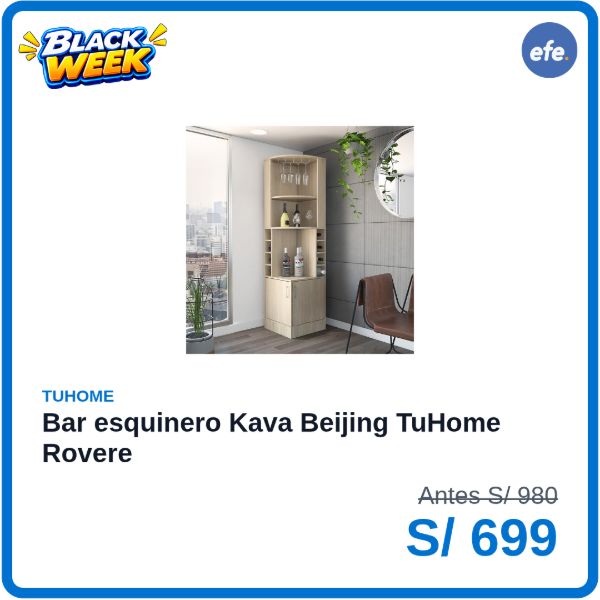 BLACK
WEEK
efe.
TUHOME
Bar esquinero Kava Beijing TuHome
Rovere
Antes S/ 980
S/ 699